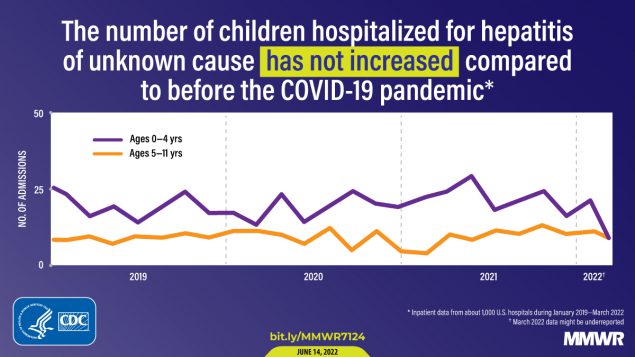 The number of children hospitalized for hepatitis
of unknown cause has not increased compared
to before the COVID-19 pandemic*
50
Ages 0–4 yrs
Ages 5–11 yrs
NO. OF ADMISSIONS
25
0
2019
2020
2021
2022†
* Inpatient data from about 1,000 U.S. hospitals during January 2019–March 2022
† March 2022 data might be underreported
CDC
bit.ly/MMWR7124
JUNE 14, 2022
MMWR